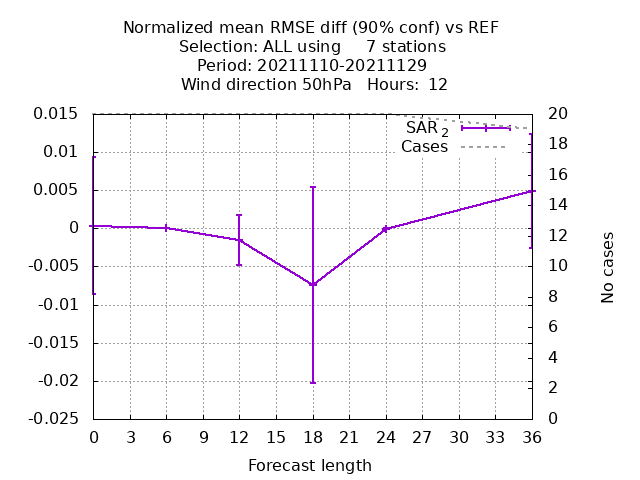 Normalized mean RMSE diff (90% conf) vs REF
Selection: ALL using     7 stations
Period: 20211110-20211129
Wind direction 50hPa   Hours:  12
0.015
0.01
0.005
0
-0.005
-0.01
-0.015
-0.02
-0.025
SAR 2
Cases
20
18
16
14
12
10
8
6
4
2
0
No cases
0 3 6 9 12 15 18 21 24 27 30 33 36
Forecast length